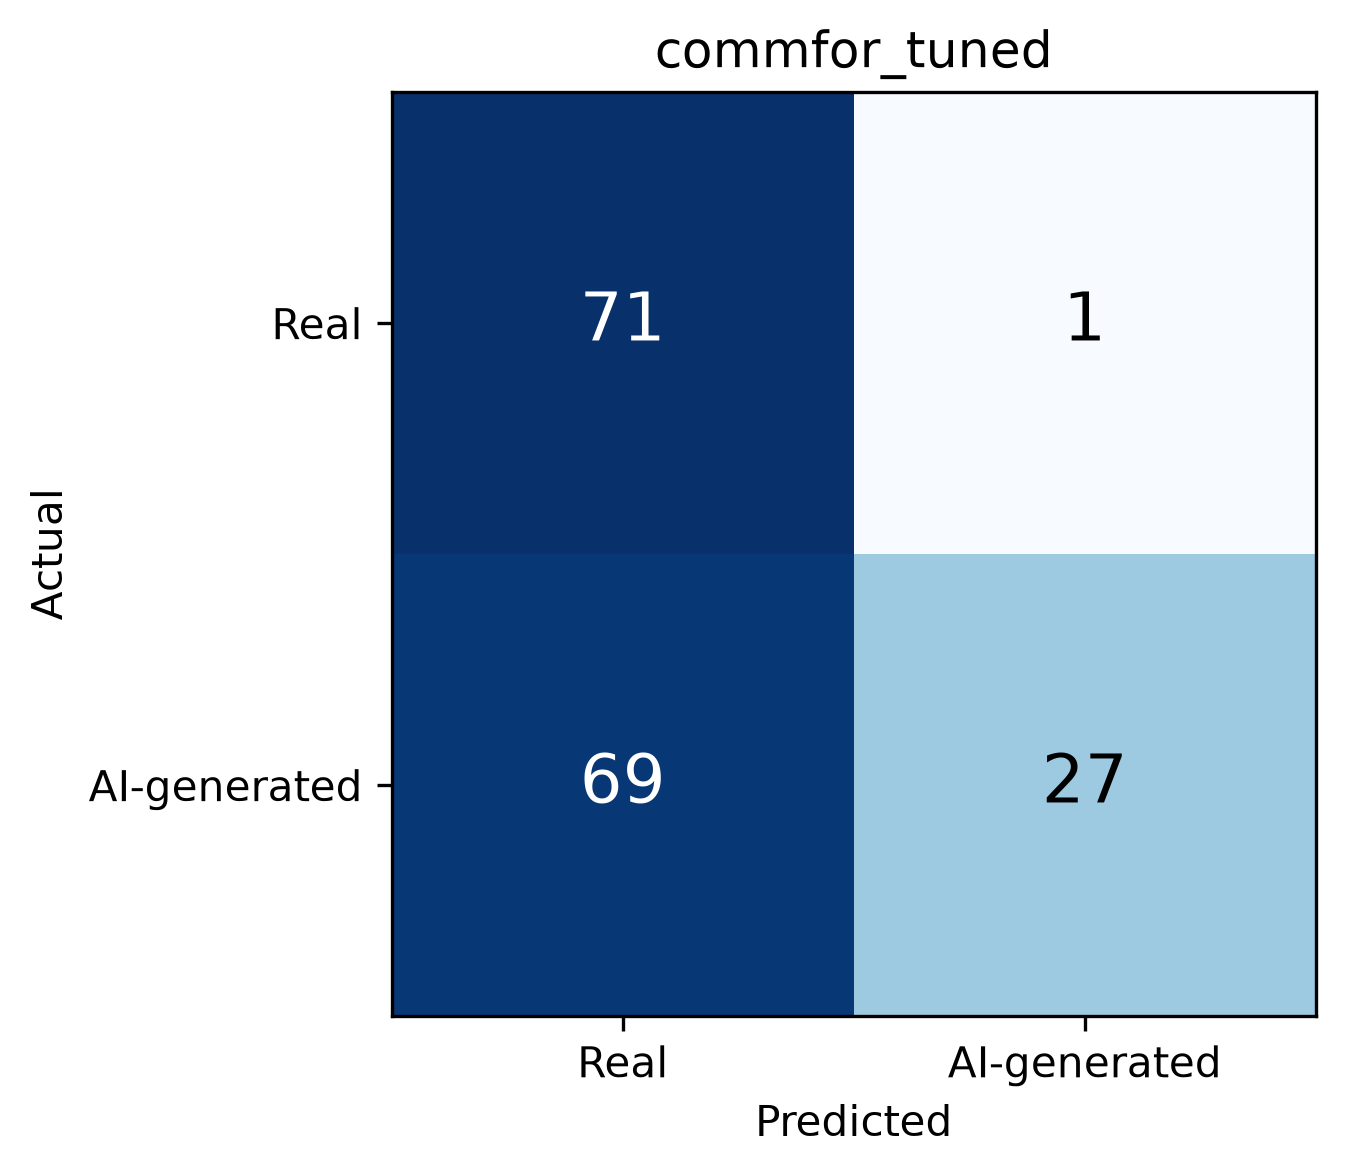 commfor_tuned
Real
71
1
Actual
AI-generated
69
27
Real
AI-generated
Predicted